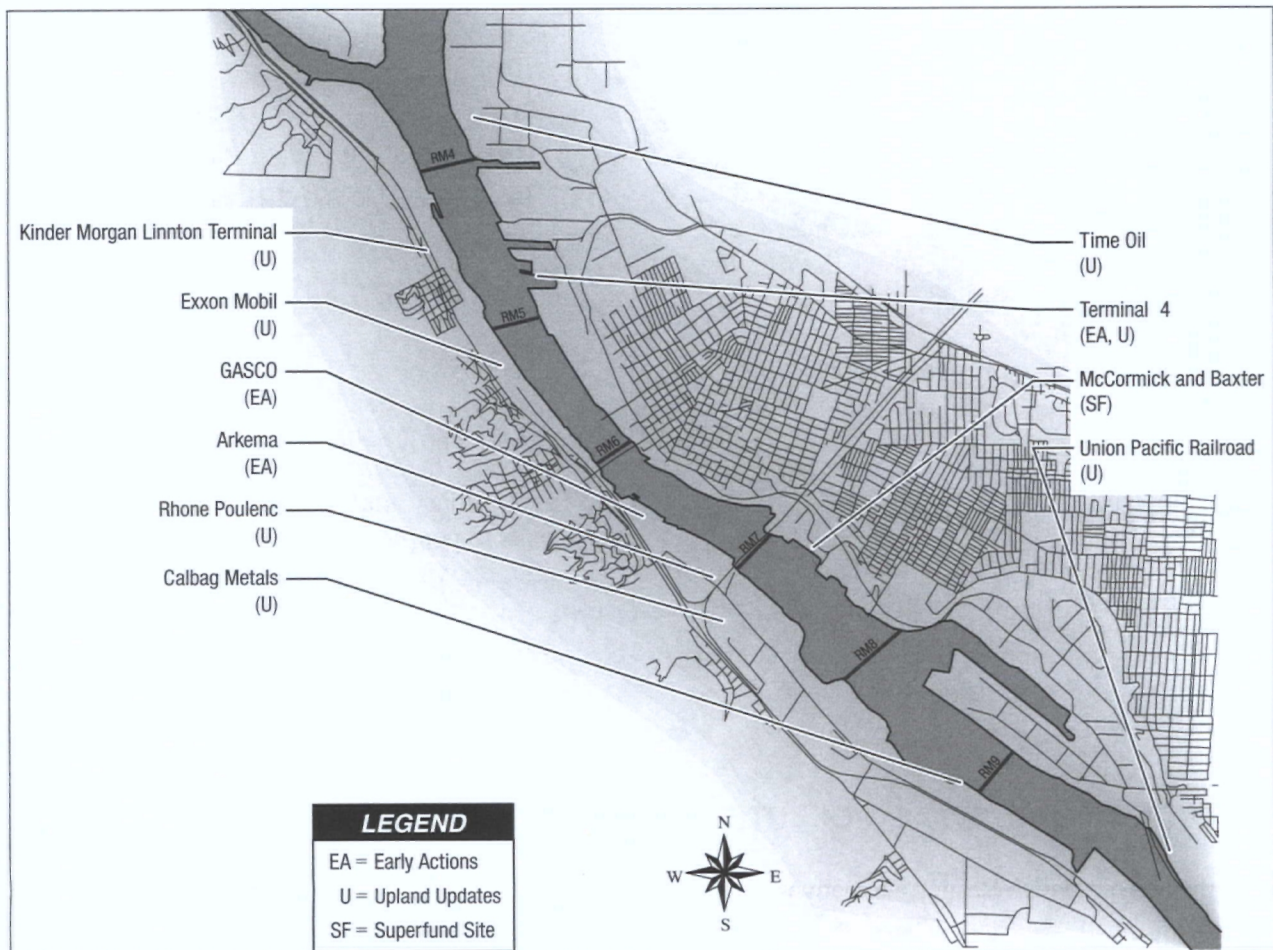 RM4
Kinder Morgan Linnton Terminal
(U)
Time Oil
(U)
Exxon Mobil
(U)
Terminal 4
(EA, U)
RM5
GASCO
(EA)
McCormick and Baxter
(SF)
Arkema
(EA)
RM6
Union Pacific Railroad
(U)
Rhone Poulenc
(U)
RM7
Calbag Metals
(U)
RM8
RM9
LEGEND
EA = Early Actions
U = Upland Updates
SF = Superfund Site
N
W
E
S